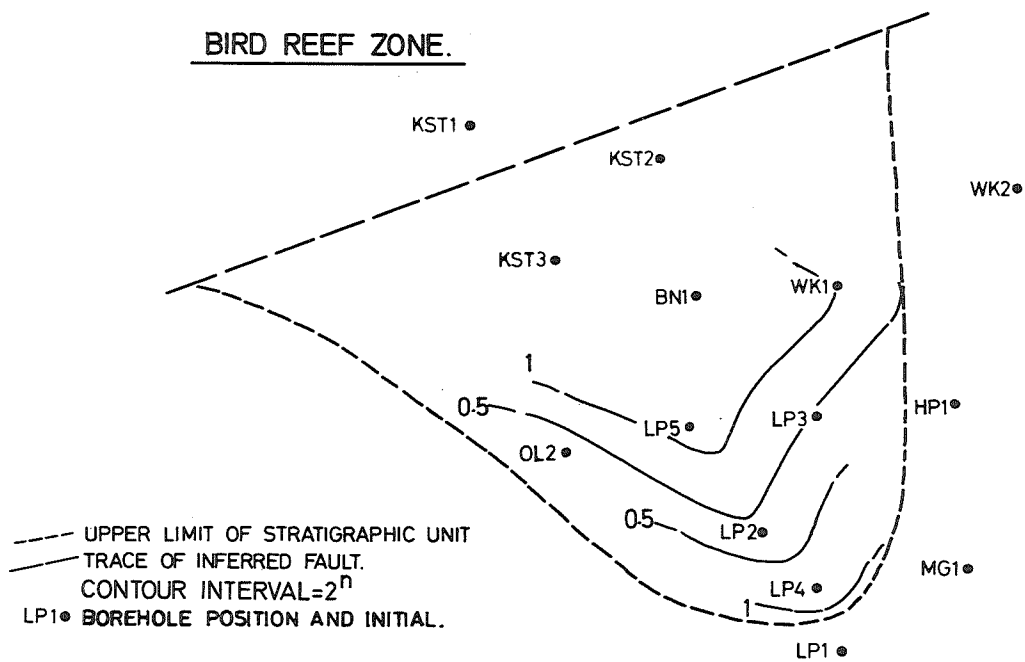 BIRD REEF ZONE.
KST1
KST2
WK2
KST3
BN1
WK1
1
0.5
LP5
LP3
HP1
OL2
0.5
LP2
MG1
LP4
1
LP1
UPPER LIMIT OF STRATIGRAPHIC UNIT
TRACE OF INFERRED FAULT.
CONTOUR INTERVAL=2ⁿ
LP1 BOREHOLE POSITION AND INITIAL.